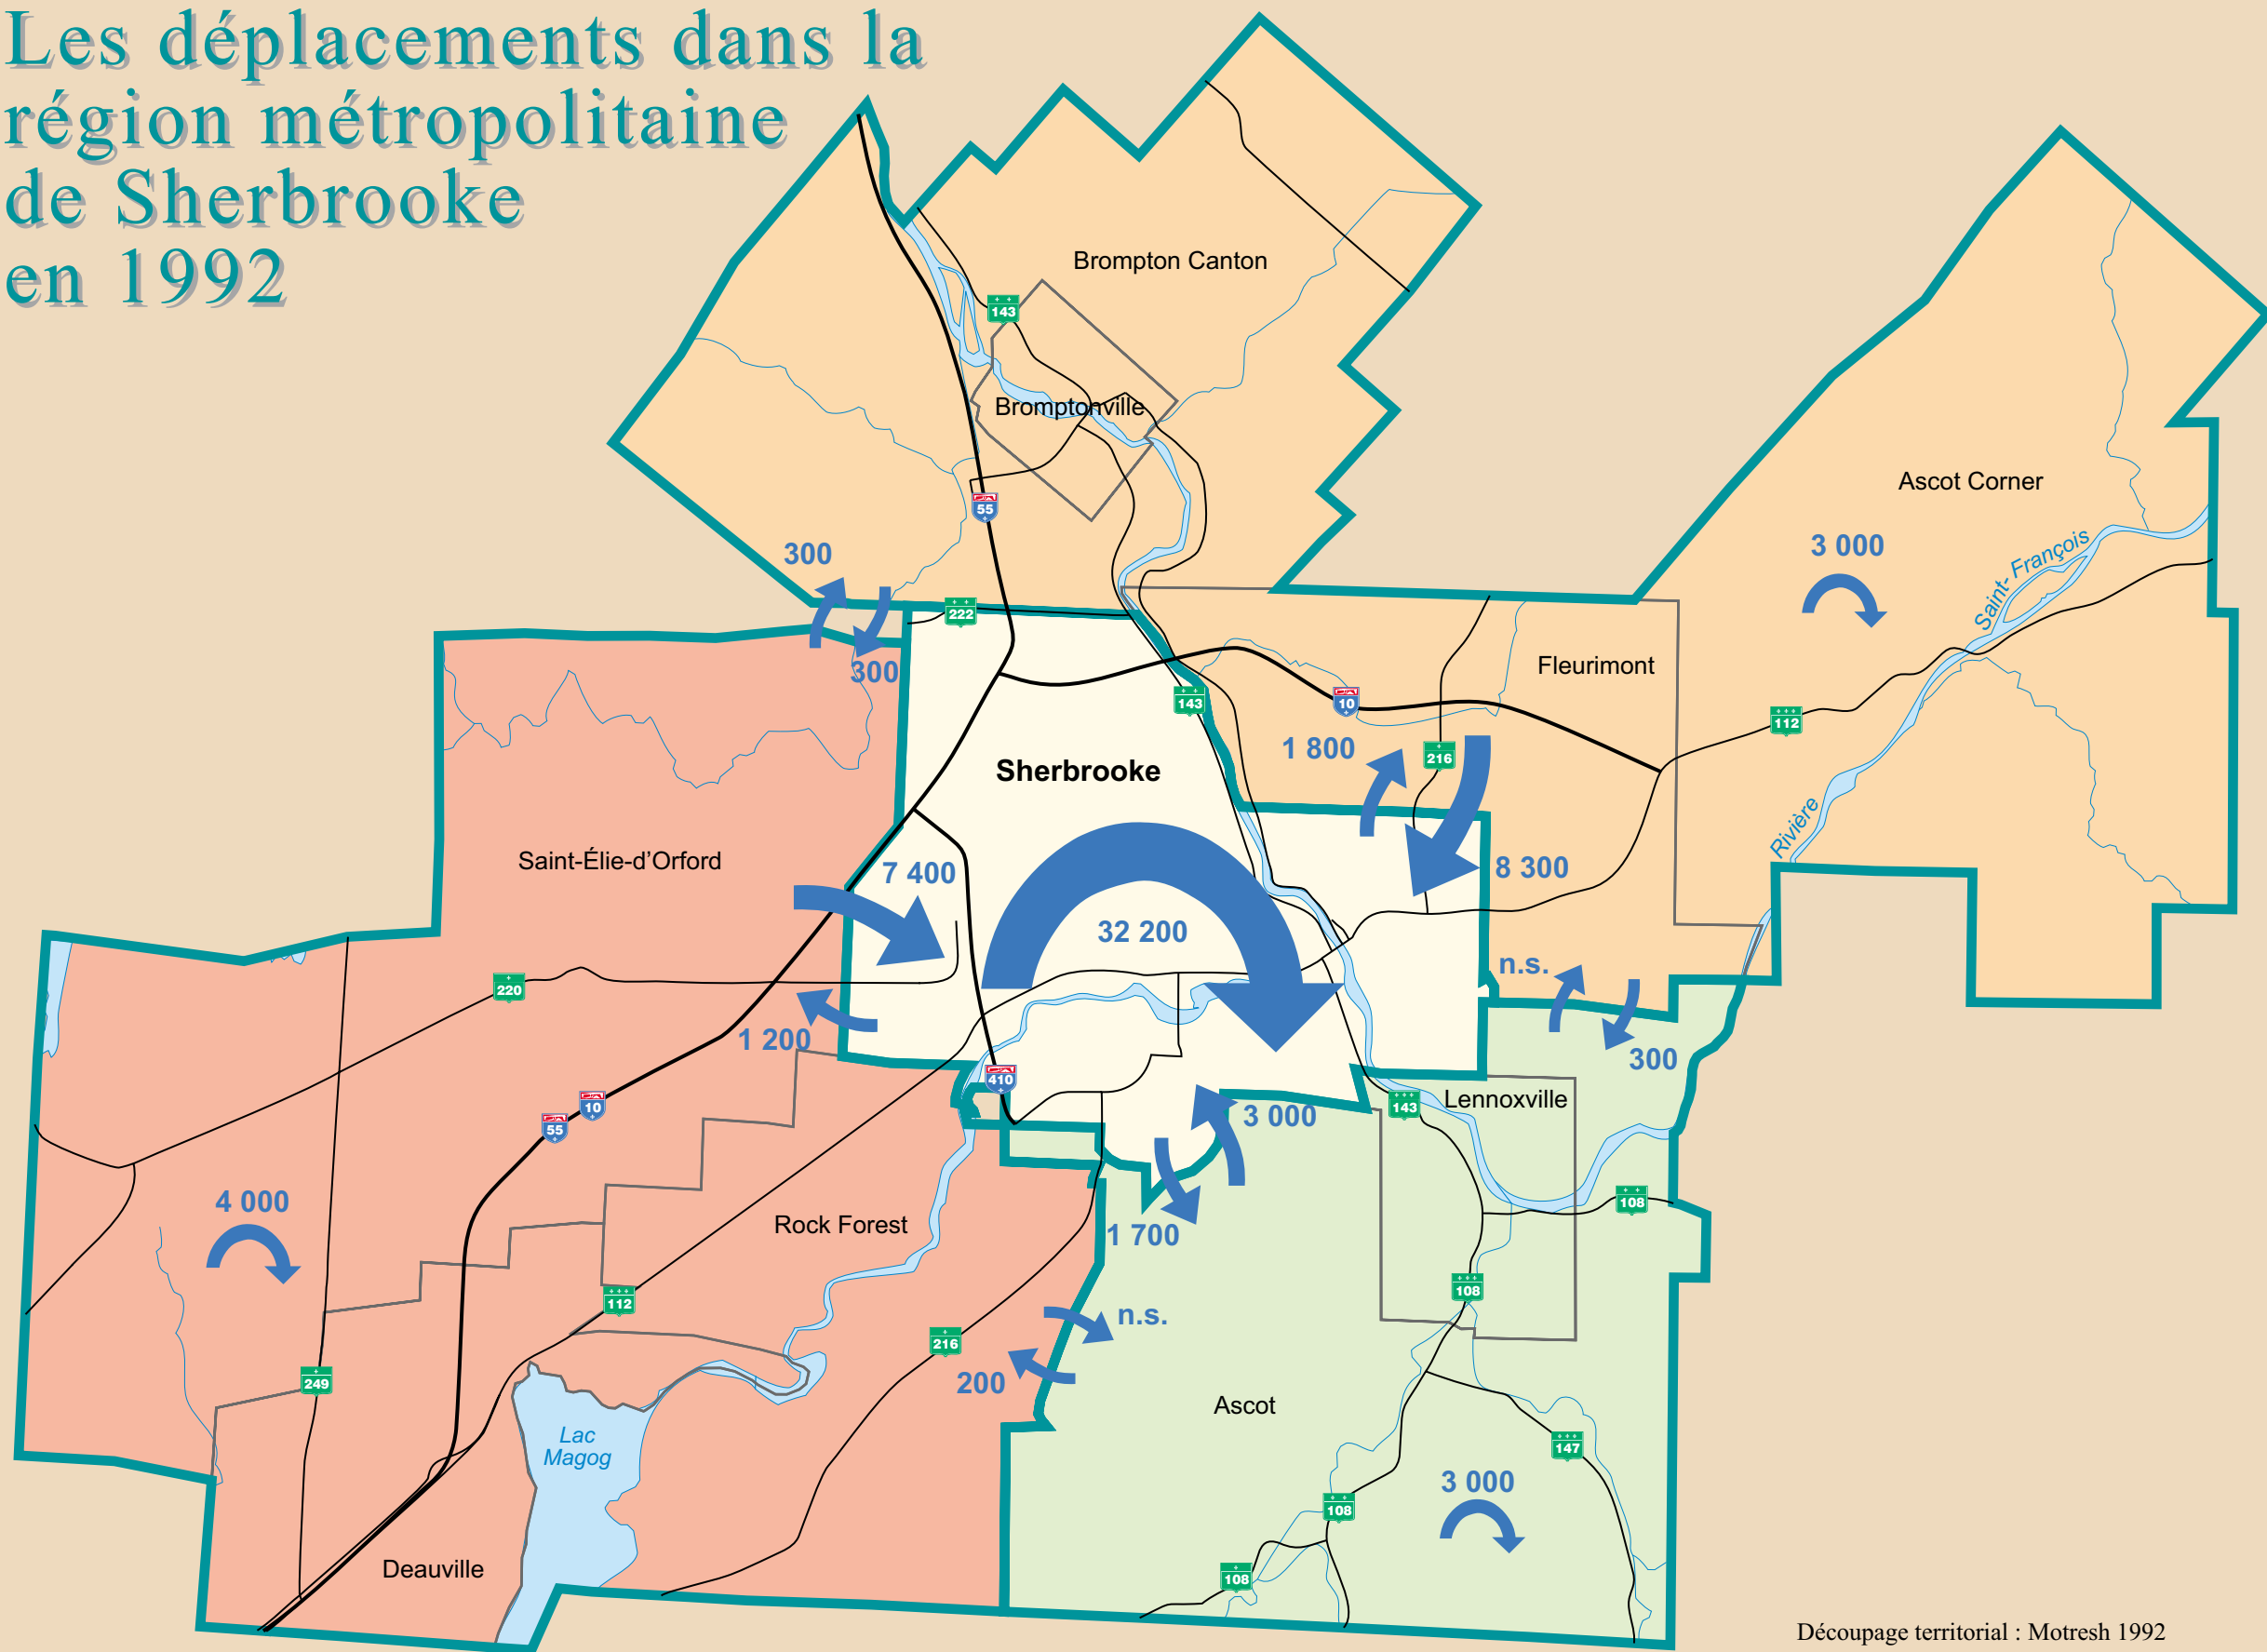 Les déplacements dans la
région métropolitaine
de Sherbrooke
en 1992
Brompton Canton
143
Bromptonville
Ascot Corner
55
300
3 000
Saint-François
222
300
Fleurimont
143
10
112
1 800
216
Sherbrooke
Rivière
Saint-Élie-d’Orford
7 400
8 300
32 200
n.s.
220
1 200
300
410
10
55
143
Lennoxville
3 000
4 000
108
Rock Forest
1 700
108
112
n.s.
216
249
200
Ascot
Lac
Magog
147
3 000
108
Deauville
108
Découpage territorial : Motresh 1992